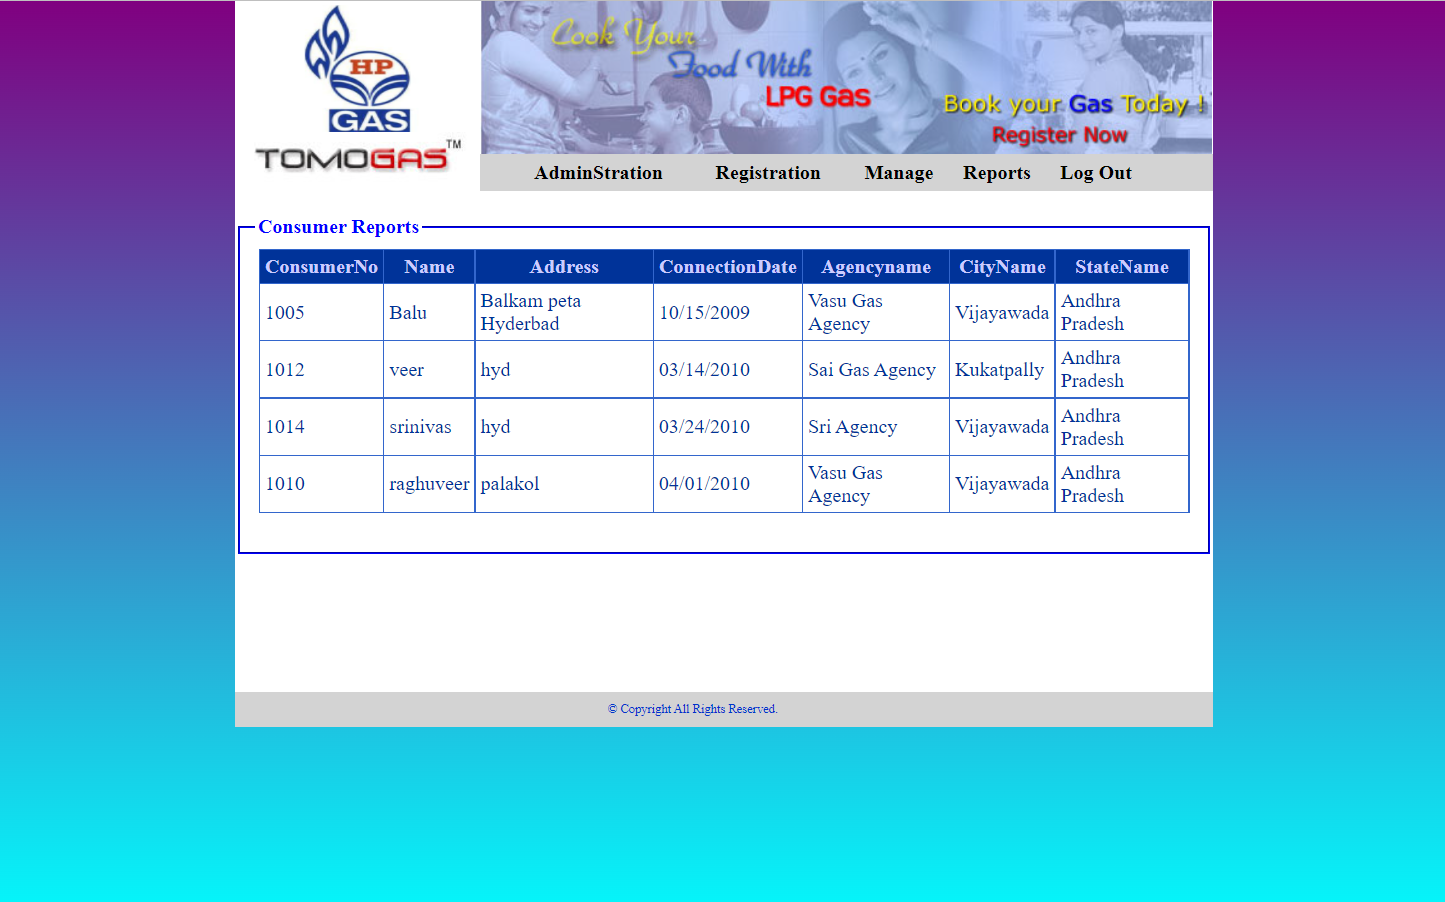 HP
GAS
TOMOGAS™
Cook Your
Food With
LPG Gas
Book your Gas Today !
Register Now
AdminStration Registration Manage Reports Log Out
Consumer Reports
ConsumerNo Name Address ConnectionDate Agencyname CityName StateName
1005 Balu Balkam peta Hyderbad 10/15/2009 Vasu Gas Agency Vijayawada Andhra Pradesh
1012 veer hyd 03/14/2010 Sai Gas Agency Kukatpally Andhra Pradesh
1014 srinivas hyd 03/24/2010 Sri Agency Vijayawada Andhra Pradesh
1010 raghuveer palakol 04/01/2010 Vasu Gas Agency Vijayawada Andhra Pradesh
© Copyright All Rights Reserved.